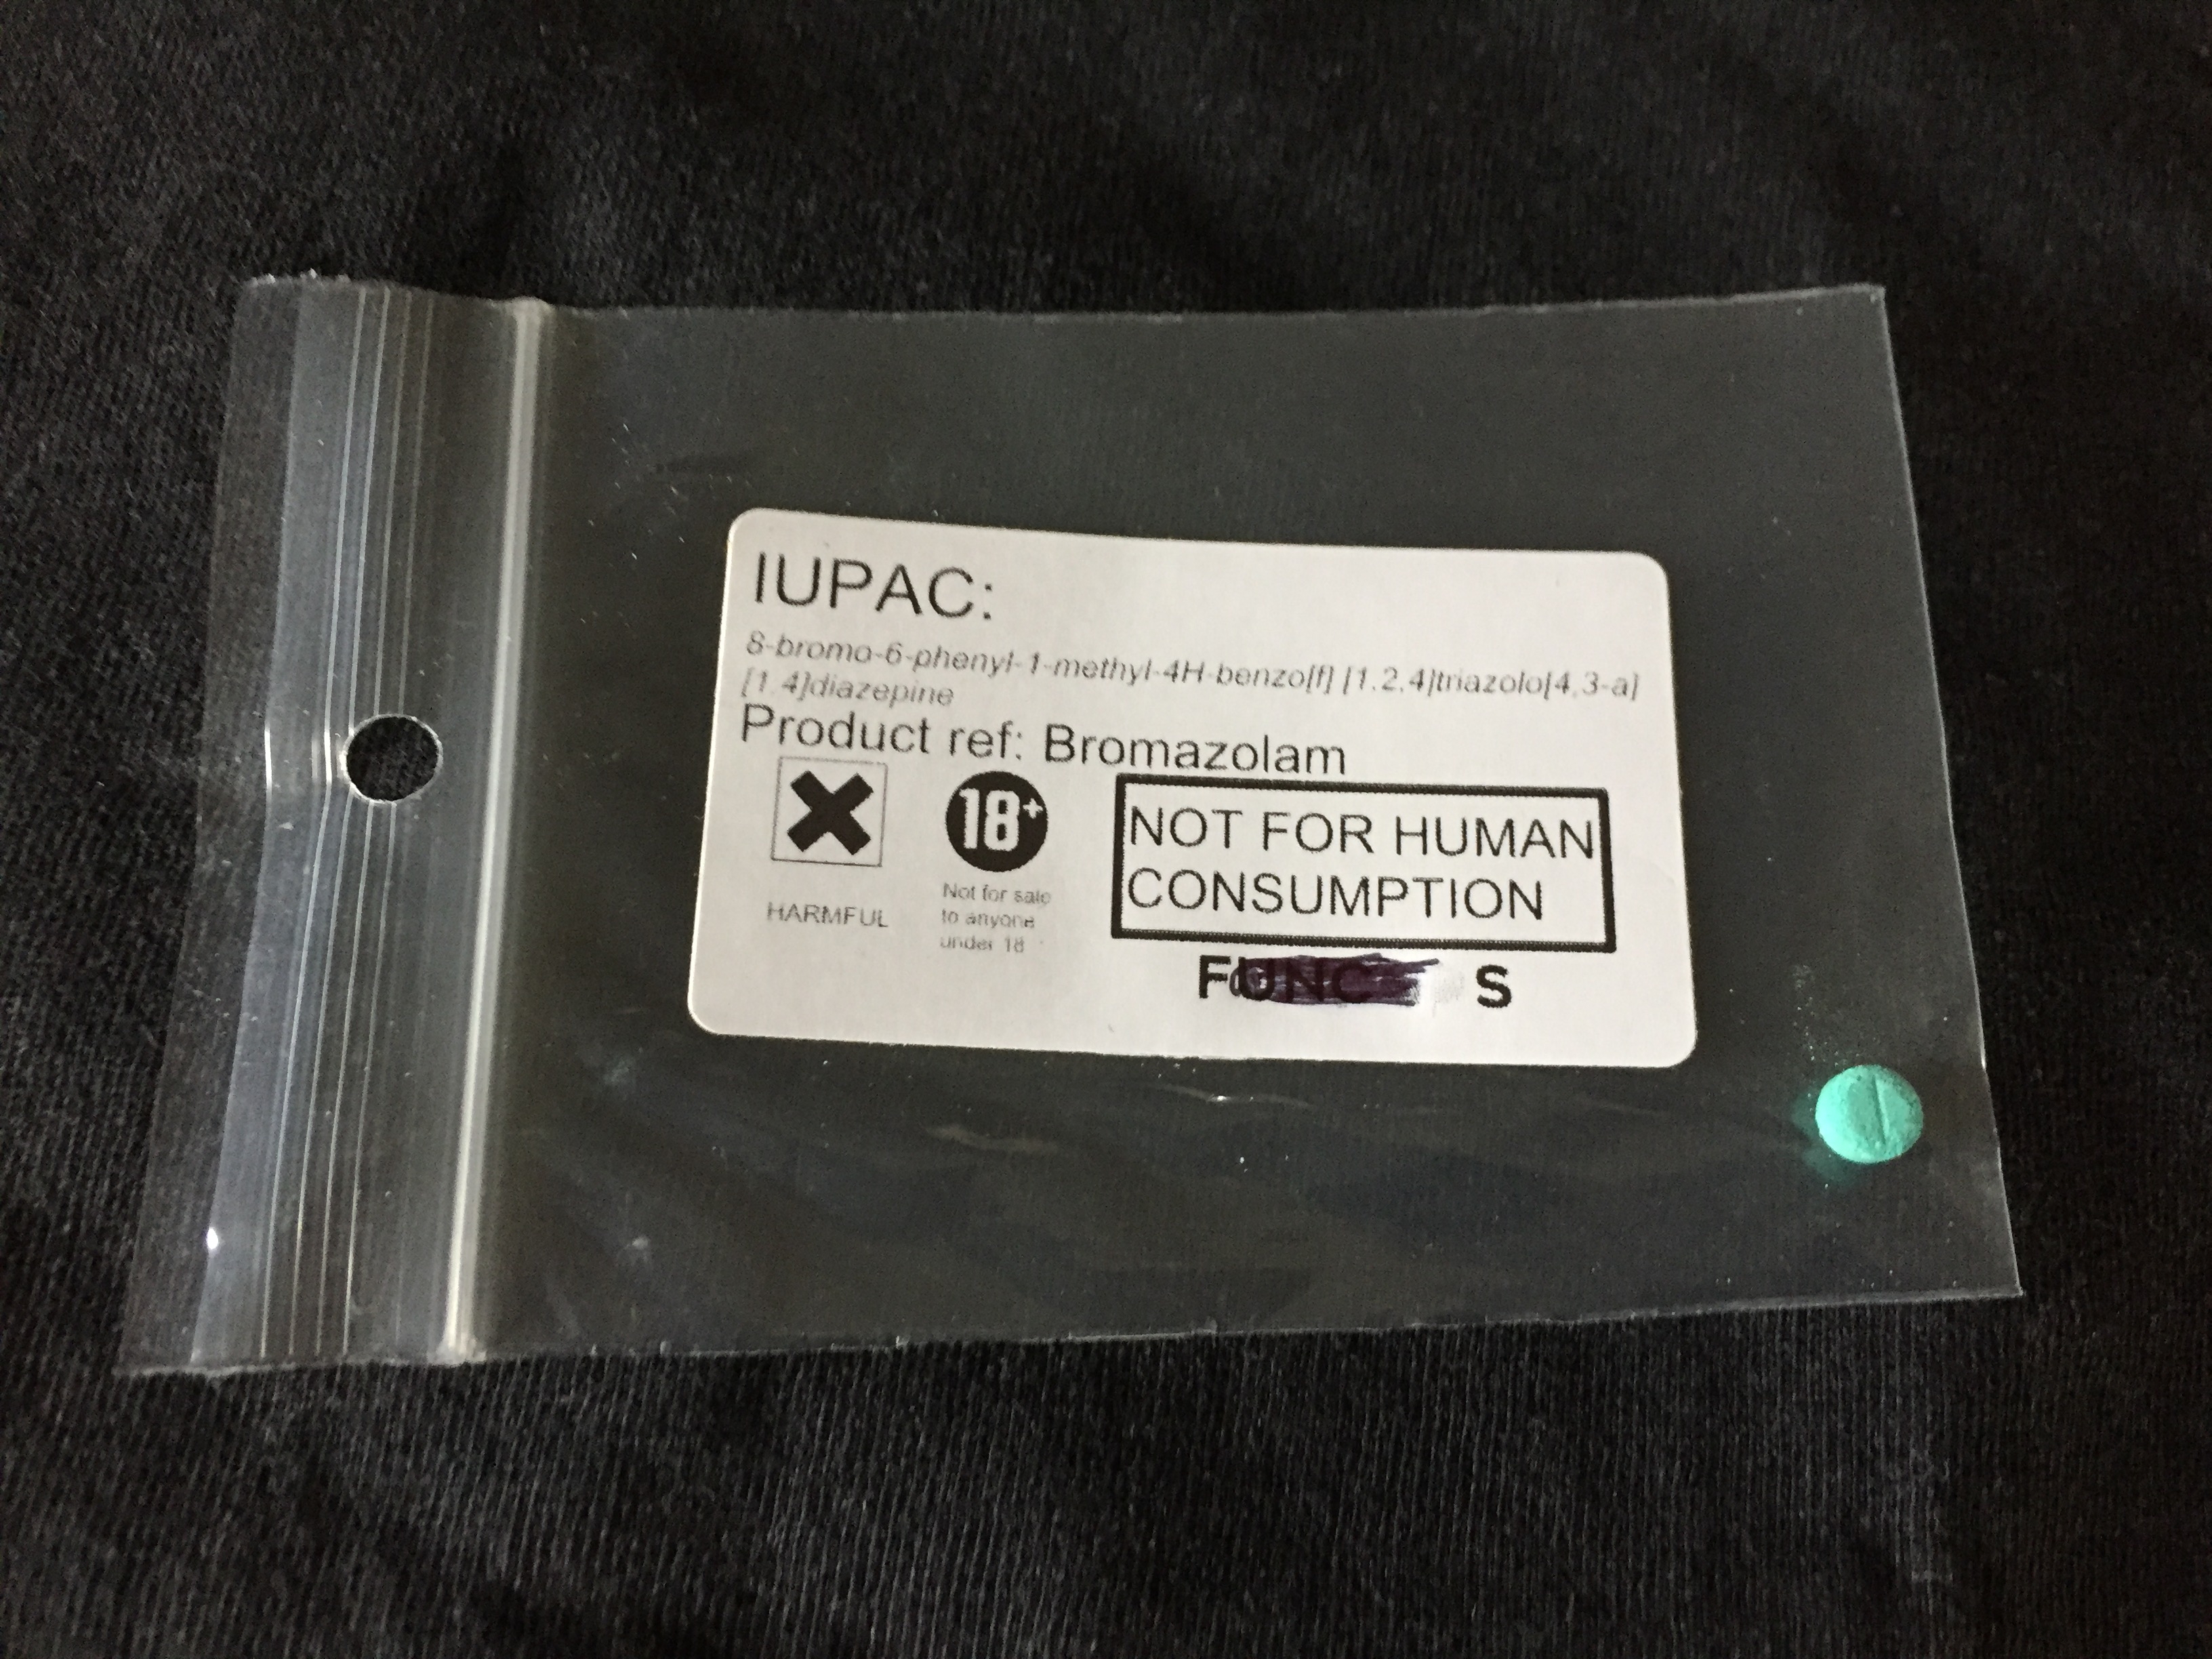 IUPAC:
8-bromo-6-phenyl-1-methyl-4H-benzo[f] [1,2,4]triazolo[4,3-a]
[1,4]diazepine
Product ref: Bromazolam
18+
NOT FOR HUMAN
CONSUMPTION
HARMFUL
Not for sale
to anyone
under 18
S